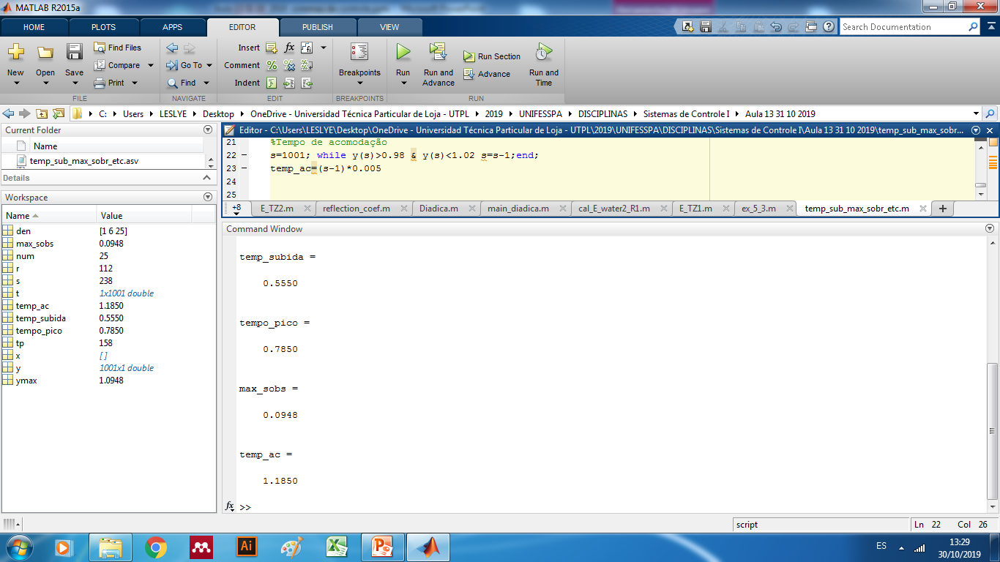 MATLAB R2015a
HOME PLOTS APPS EDITOR PUBLISH VIEW
Search Documentation
New Open Save Find Files Compare Print
FILE
Go To Find
NAVIGATE
Insert fx
Comment
Indent
EDIT
Breakpoints
BREAKPOINTS
Run Run and Advance Run Section Advance Run and Time
RUN
C: Users LESLYE Desktop OneDrive - Universidad Técnica Particular de Loja - UTPL 2019 UNIFESSPA DISCIPLINAS Sistemas de Controle I Aula 13 31 10 2019
Current Folder
Name
temp_sub_max_sobr_etc.asv
Details
Workspace
Name Value
den [1 6 25]
max_sobs 0.0948
num 25
r 112
s 238
t 1x1001 double
temp_ac 1.1850
temp_subida 0.5550
tempo_pico 0.7850
tp 158
x []
y 1001x1 double
ymax 1.0948
Editor - C:\Users\LESLYE\Desktop\OneDrive - Universidad Técnica Particular de Loja - UTPL\2019\UNIFESSPA\DISCIPLINAS\Sistemas de Controle I\Aula 13 31 10 2019\temp_sub_max_sobr...
21 %Tempo de acomodação
22 – s=1001; while y(s)>0.98 & y(s)<1.02 s=s-1;end;
23 – temp_ac=(s-1)*0.005
24
25
+8 E_TZ2.m reflection_coef.m Diadica.m main_diadica.m cal_E_water2_R1.m E_TZ1.m ex_5_3.m temp_sub_max_sobr_etc.m
Command Window
temp_subida =
0.5550
tempo_pico =
0.7850
max_sobs =
0.0948
temp_ac =
1.1850
fx >>
script Ln 22 Col 26
Ai
ES 13:29
30/10/2019